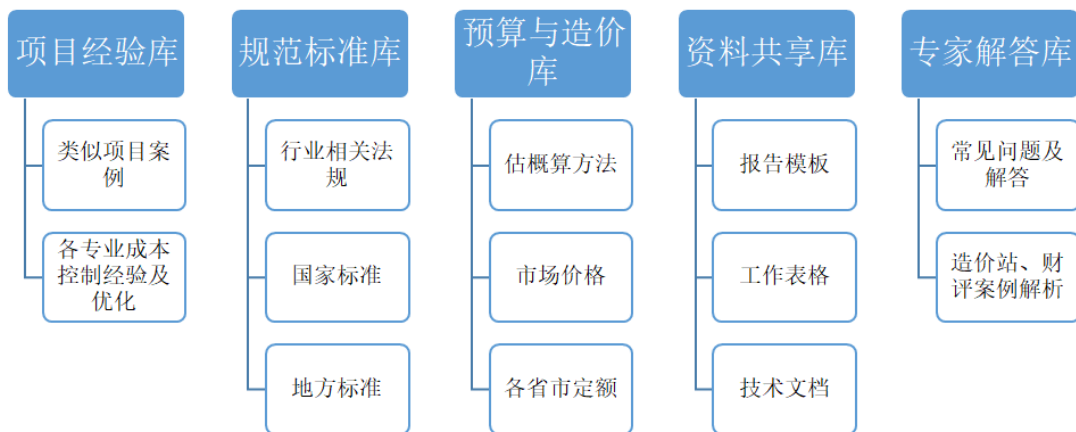 项目经验库
类似项目案
例
各专业成本
控制经验及
优化
规范标准库
行业相关法
规
国家标准
地方标准
预算与造价
库
估概算方法
市场价格
各省市定额
资料共享库
报告模板
工作表格
技术文档
专家解答库
常见问题及
解答
造价站、财
评案例解析